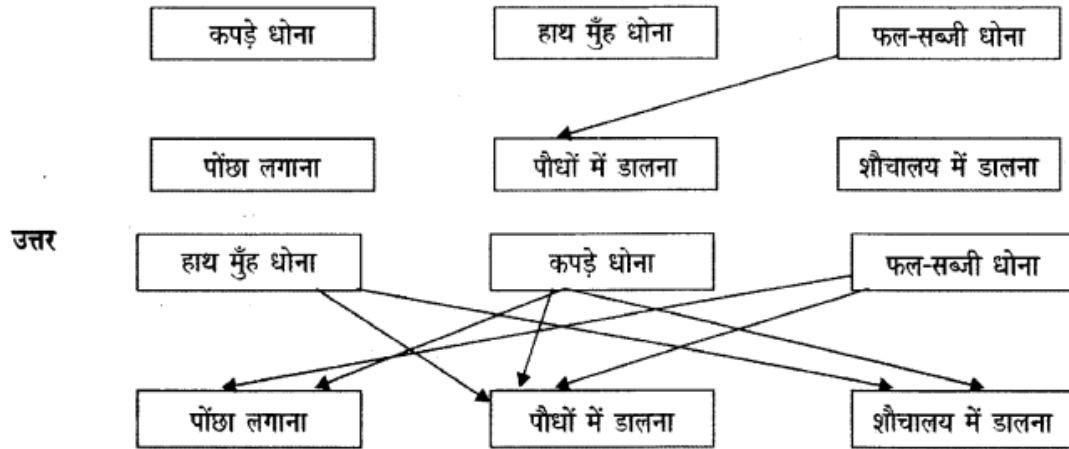 कपड़े धोना हाथ मुँह धोना फल-सब्जी धोना
पोंछा लगाना पौधों में डालना शौचालय में डालना
उत्तर
हाथ मुँह धोना कपड़े धोना फल-सब्जी धोना
पोंछा लगाना पौधों में डालना शौचालय में डालना